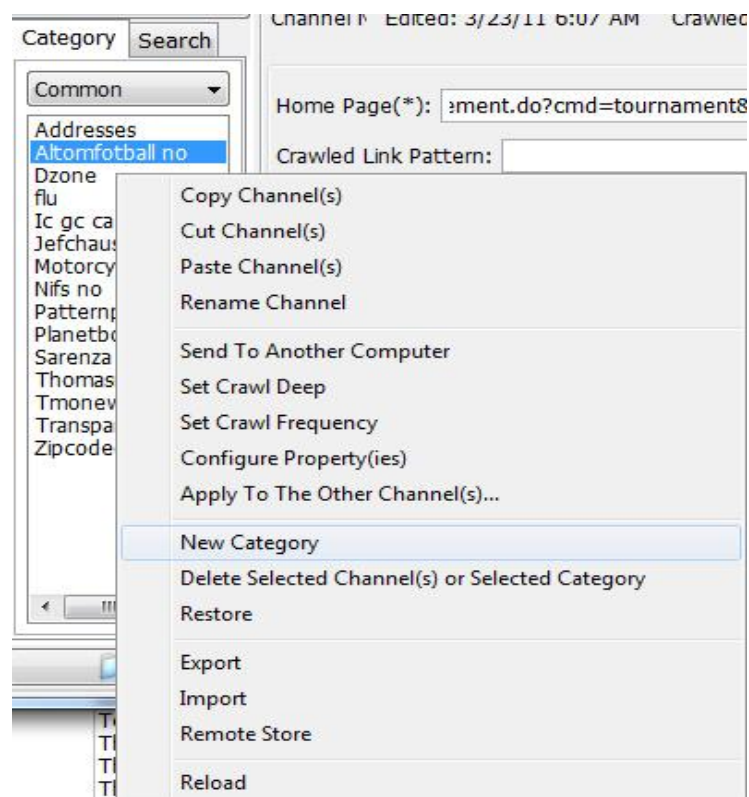 Edited: 3/23/11 6:07 AM Crawled
Category Search
Common
Home Page(*): ement.do?cmd=tournament&
Crawled Link Pattern:
Addresses
Altomfotball no
Dzone
flu
Ic gc ca
Jefchaus
Motorcy
Nifs no
Patternp
Planetbo
Sarenza
Thomas
Tmonew
Transpa
Zipcode
Copy Channel(s)
Cut Channel(s)
Paste Channel(s)
Rename Channel
Send To Another Computer
Set Crawl Deep
Set Crawl Frequency
Configure Property(ies)
Apply To The Other Channel(s)...
New Category
Delete Selected Channel(s) or Selected Category
Restore
Export
Import
Remote Store
Reload